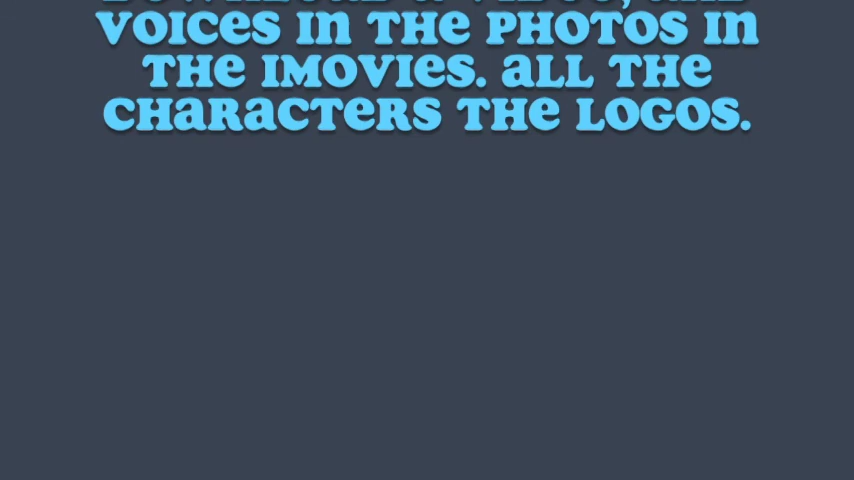 VOICES IN THE PHOTOS IN
THE IMOVIES. ALL THE
CHARACTERS THE LOGOS.